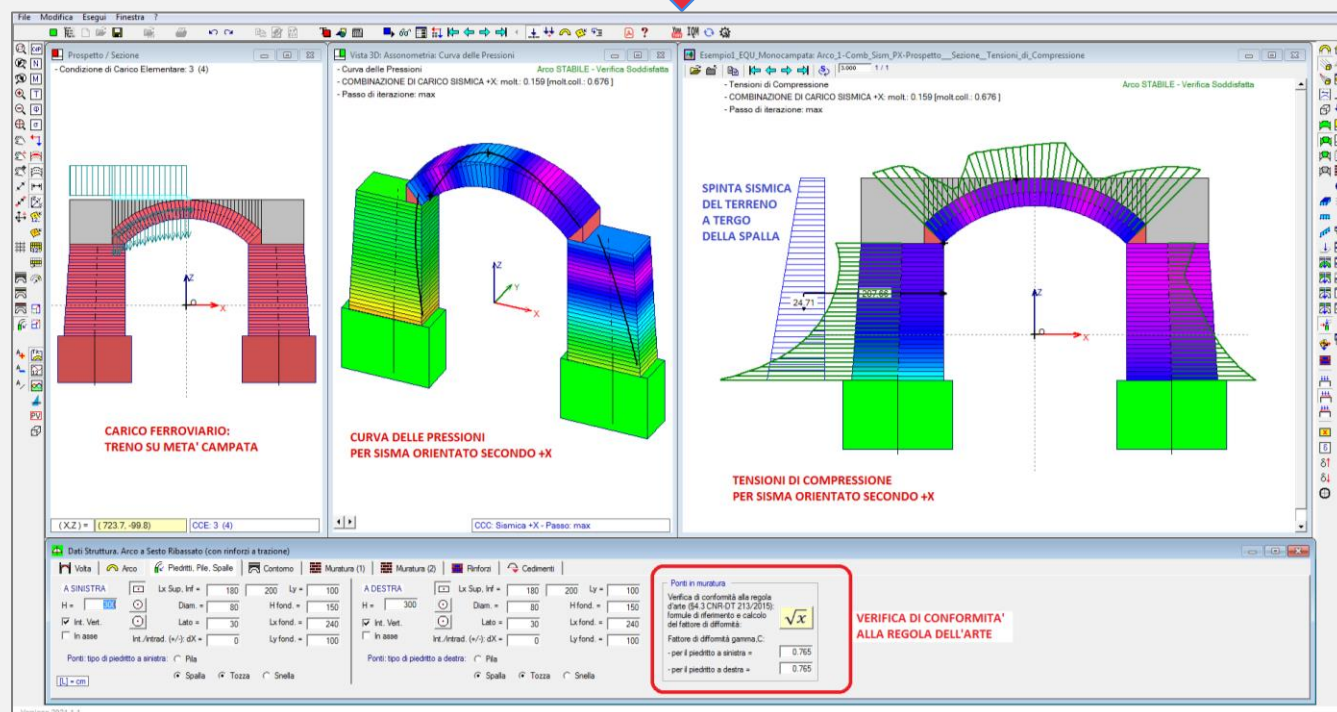 File Modifica Esegui Finestra ?
Prospetto / Sezione
- Condizione di Carico Elementare: 3 (4)
Z
O
X
CARICO FERROVIARIO:
TRENO SU META' CAMPATA
(X,Z) = (723.7,-99.8) CCE: 3 (4)
Vista 3D: Assonometria: Curva delle Pressioni
- Curva delle Pressioni Arco STABILE - Verifica Soddisfatta
- COMBINAZIONE DI CARICO SISMICA +X: molt.: 0.159 [molt.coll.: 0.676 ]
- Passo di iterazione: max
Z
Y
X
CURVA DELLE PRESSIONI
PER SISMA ORIENTATO SECONDO +X
CCC: Sismica +X - Passo: max
Esempio1_EQU_Monocampata: Arco_1-Comb_Sism_PX-Prospetto__Sezione__Tensioni_di_Compressione
1 / 1
- Tensioni di Compressione Arco STABILE - Verifica Soddisfatta
- COMBINAZIONE DI CARICO SISMICA +X: molt.: 0.159 [molt.coll.: 0.676 ]
- Passo di iterazione: max
SPINTA SISMICA
DEL TERRENO
A TERGO
DELLA SPALLA
24,71
Z
O
X
TENSIONI DI COMPRESSIONE
PER SISMA ORIENTATO SECONDO +X
Dati Struttura. Arco a Sesto Ribassato (con rinforzi a trazione)
Volta Arco Piedritti, Pile, Spalle Contorno Muratura (1) Muratura (2) Rinforzi Cedimenti
A SINISTRA Lx Sup, Inf = 180 200 Ly = 100
H = 300 Diam. = 80 H fond. = 150
Int. Vert. Lato = 30 Lx fond. = 240
In asse Int./intrad. (+/-): dX = 0 Ly fond. = 100
Ponti: tipo di piedritto a sinistra: Pila
Spalla Tozza Snella
[L] = cm
A DESTRA Lx Sup, Inf = 180 200 Ly = 100
H = 300 Diam. = 80 H fond. = 150
Int. Vert. Lato = 30 Lx fond. = 240
In asse Int./intrad. (+/-): dX = 0 Ly fond. = 100
Ponti: tipo di piedritto a destra: Pila
Spalla Tozza Snella
Ponti in muratura
Verifica di conformità alla regola
d'arte (§4.3 CNR-DT 213/2015):
formule di riferimento e calcolo
del fattore di difformità:
√x
Fattore di difformità gamma,C:
- per il piedritto a sinistra = 0.765
- per il piedritto a destra = 0.765
VERIFICA DI CONFORMITA'
ALLA REGOLA DELL'ARTE